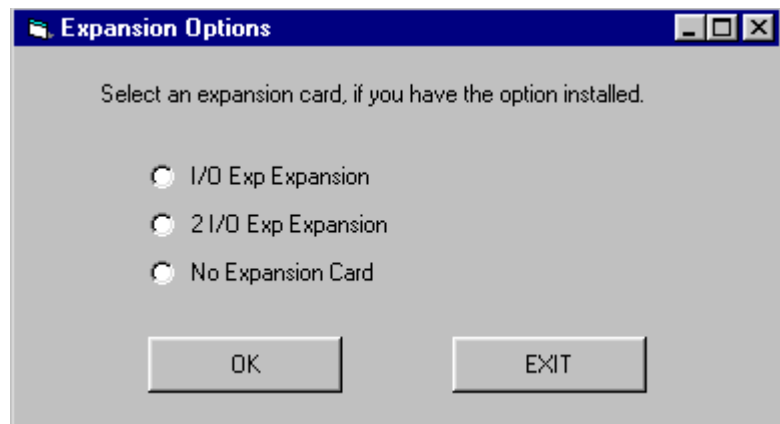 Expansion Options
Select an expansion card, if you have the option installed.
I/O Exp Expansion
2 I/O Exp Expansion
No Expansion Card
OK
EXIT